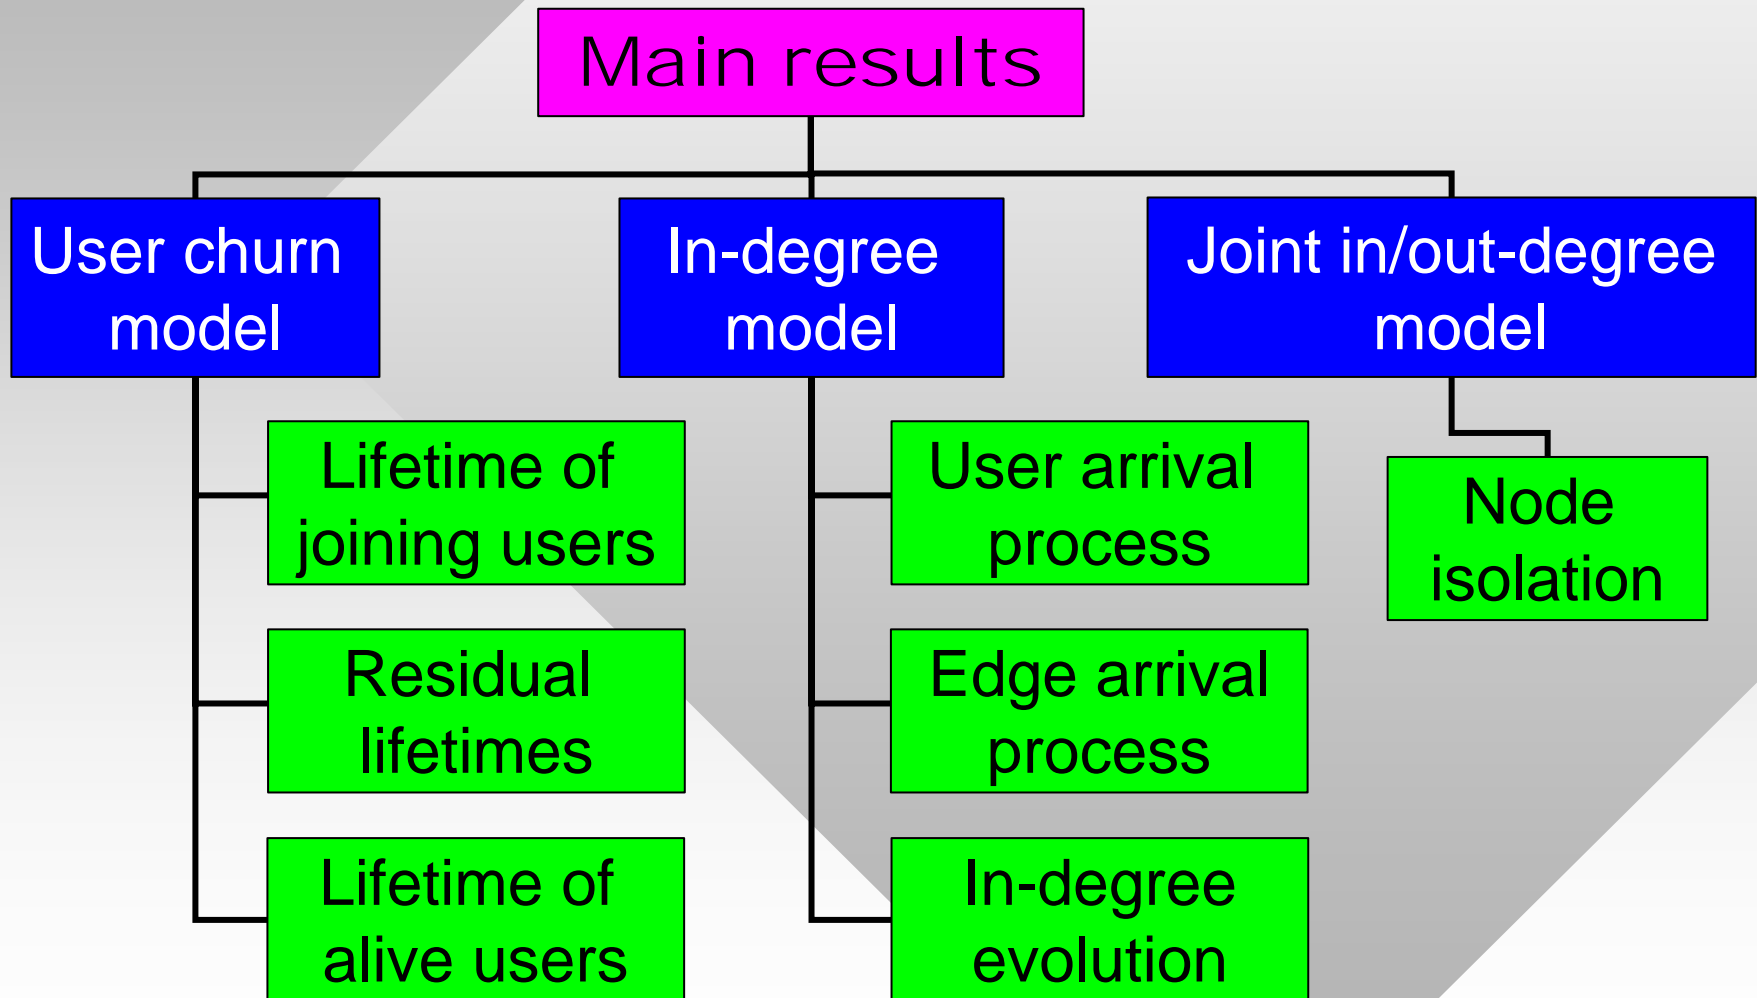 Main results
User churn
model
In-degree
model
Joint in/out-degree
model
Lifetime of
joining users
Residual
lifetimes
Lifetime of
alive users
User arrival
process
Edge arrival
process
In-degree
evolution
Node
isolation